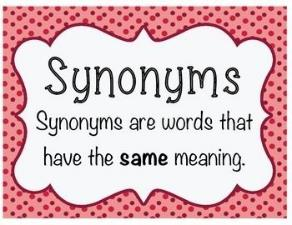 Synonyms
Synonyms are words that
have the same meaning.